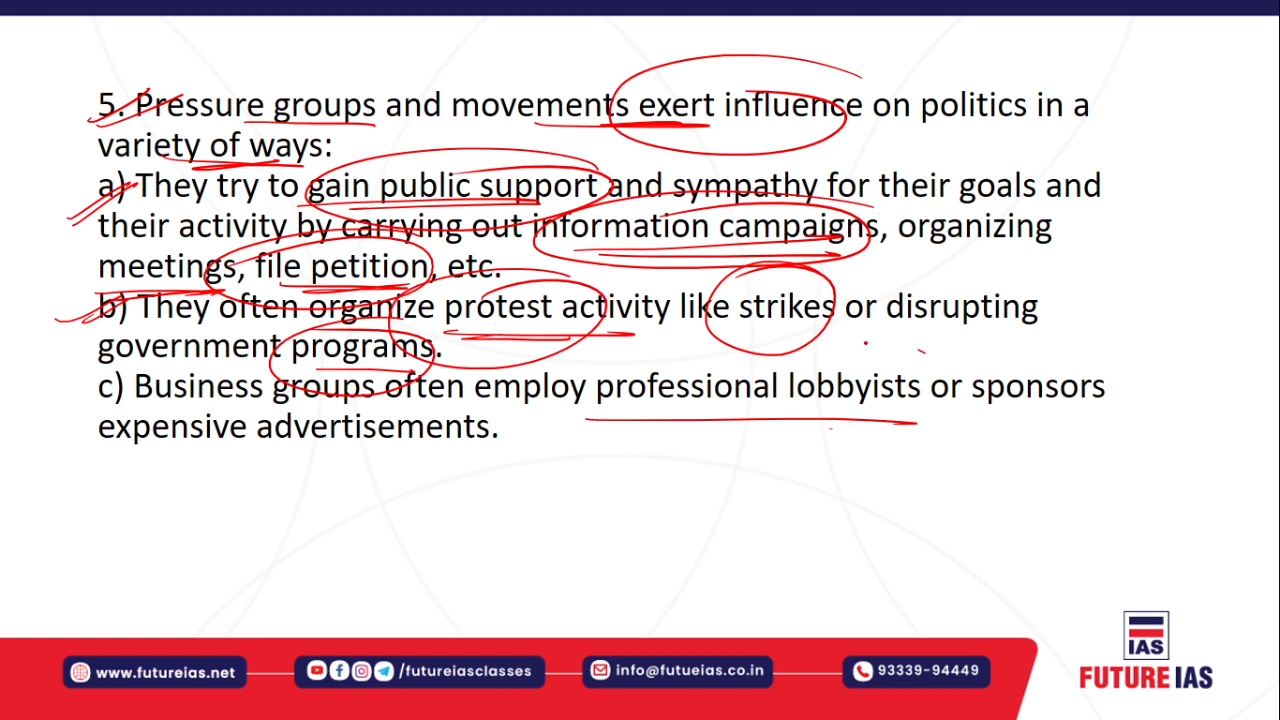 5. Pressure groups and movements exert influence on politics in a
variety of ways:
a) They try to gain public support and sympathy for their goals and
their activity by carrying out information campaigns, organizing
meetings, file petition, etc.
b) They often organize protest activity like strikes or disrupting
government programs.
c) Business groups often employ professional lobbyists or sponsors
expensive advertisements.
IAS
FUTURE IAS
www.futureias.net
/futureiasclasses
info@futueias.co.in
93339-94449